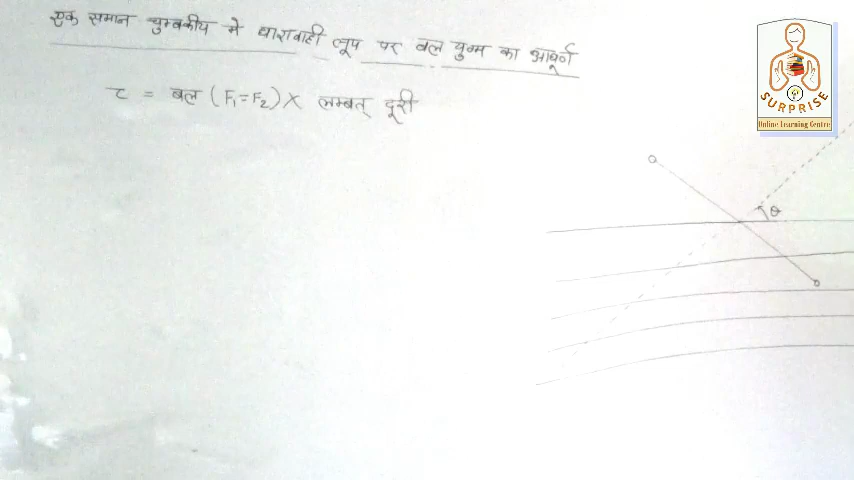 एक समान चुम्बकीय मे धारावाही लूप पर बल युग्म का आघूर्ण
τ = बल (F₁=F₂) × लम्बत् दूरी
θ
SURPRISE
Online Learning Centre